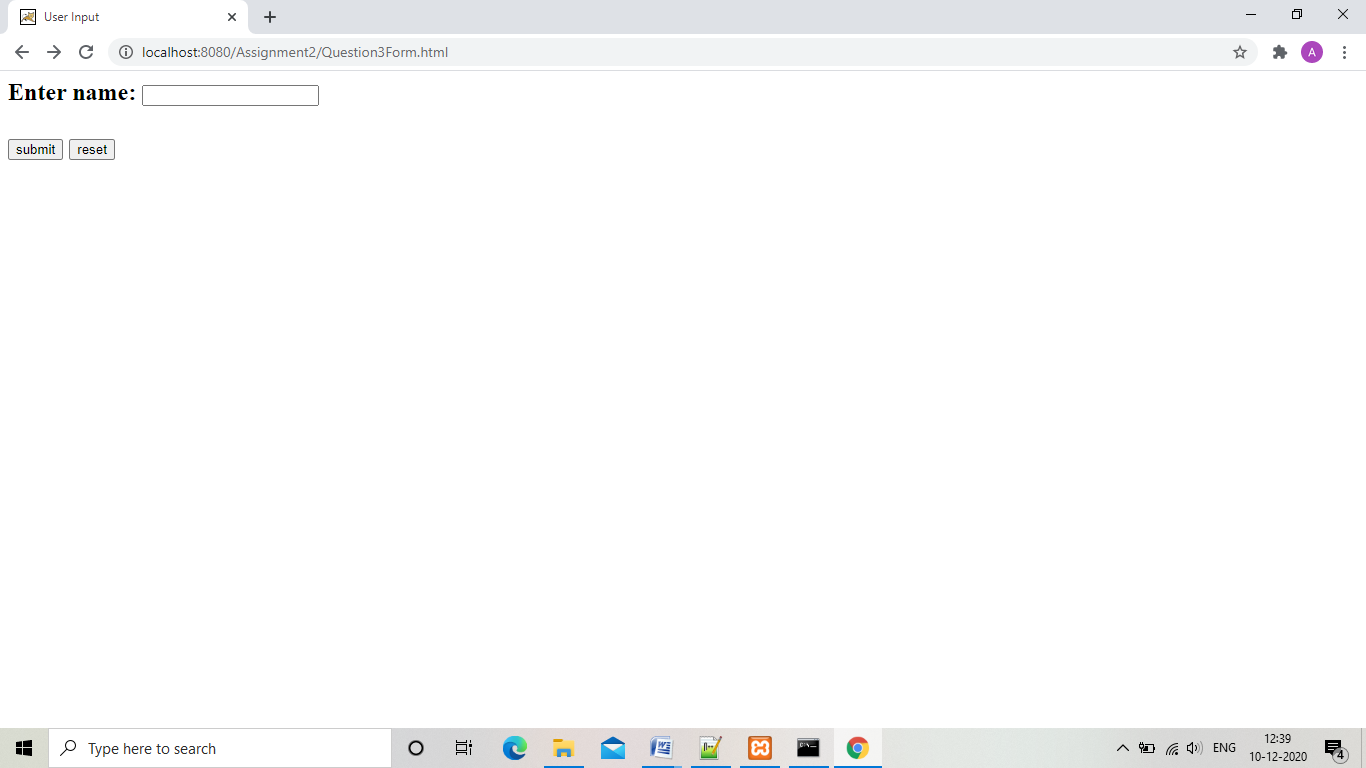 User Input
localhost:8080/Assignment2/Question3Form.html
A
Enter name:
submit reset
Type here to search
ENG
12:39
10-12-2020
4